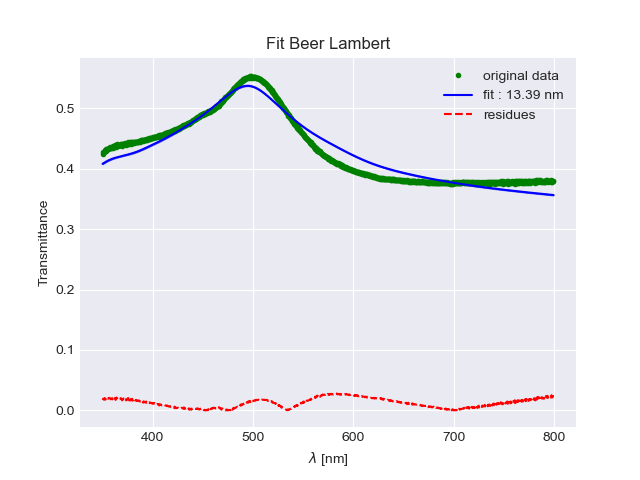 Fit Beer Lambert
original data
fit : 13.39 nm
residues
Transmittance
0.5
0.4
0.3
0.2
0.1
0.0
400 500 600 700 800
λ [nm]